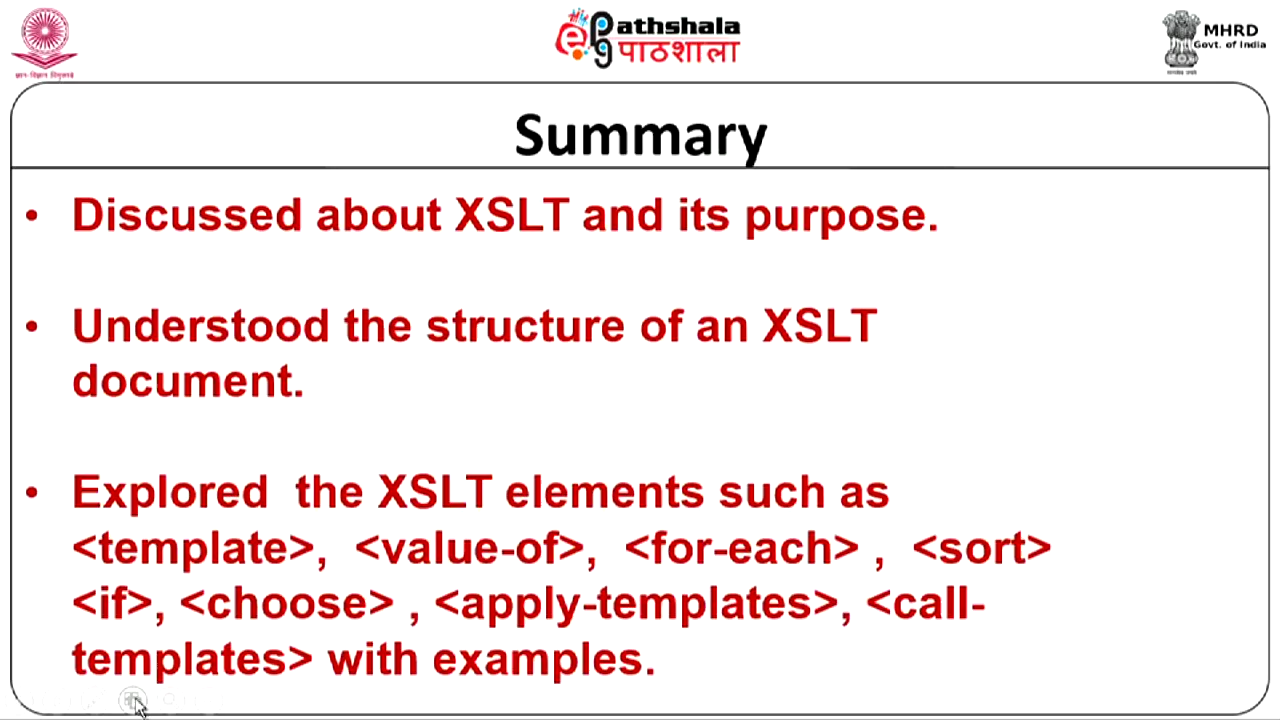 ज्ञान-विज्ञान विमुक्तये
ePG Pathshala
पाठशाला
MHRD
Govt. of India
Summary
• Discussed about XSLT and its purpose.
• Understood the structure of an XSLT
document.
• Explored the XSLT elements such as
<template>, <value-of>, <for-each> , <sort>
<if>, <choose> , <apply-templates>, <call-
templates> with examples.